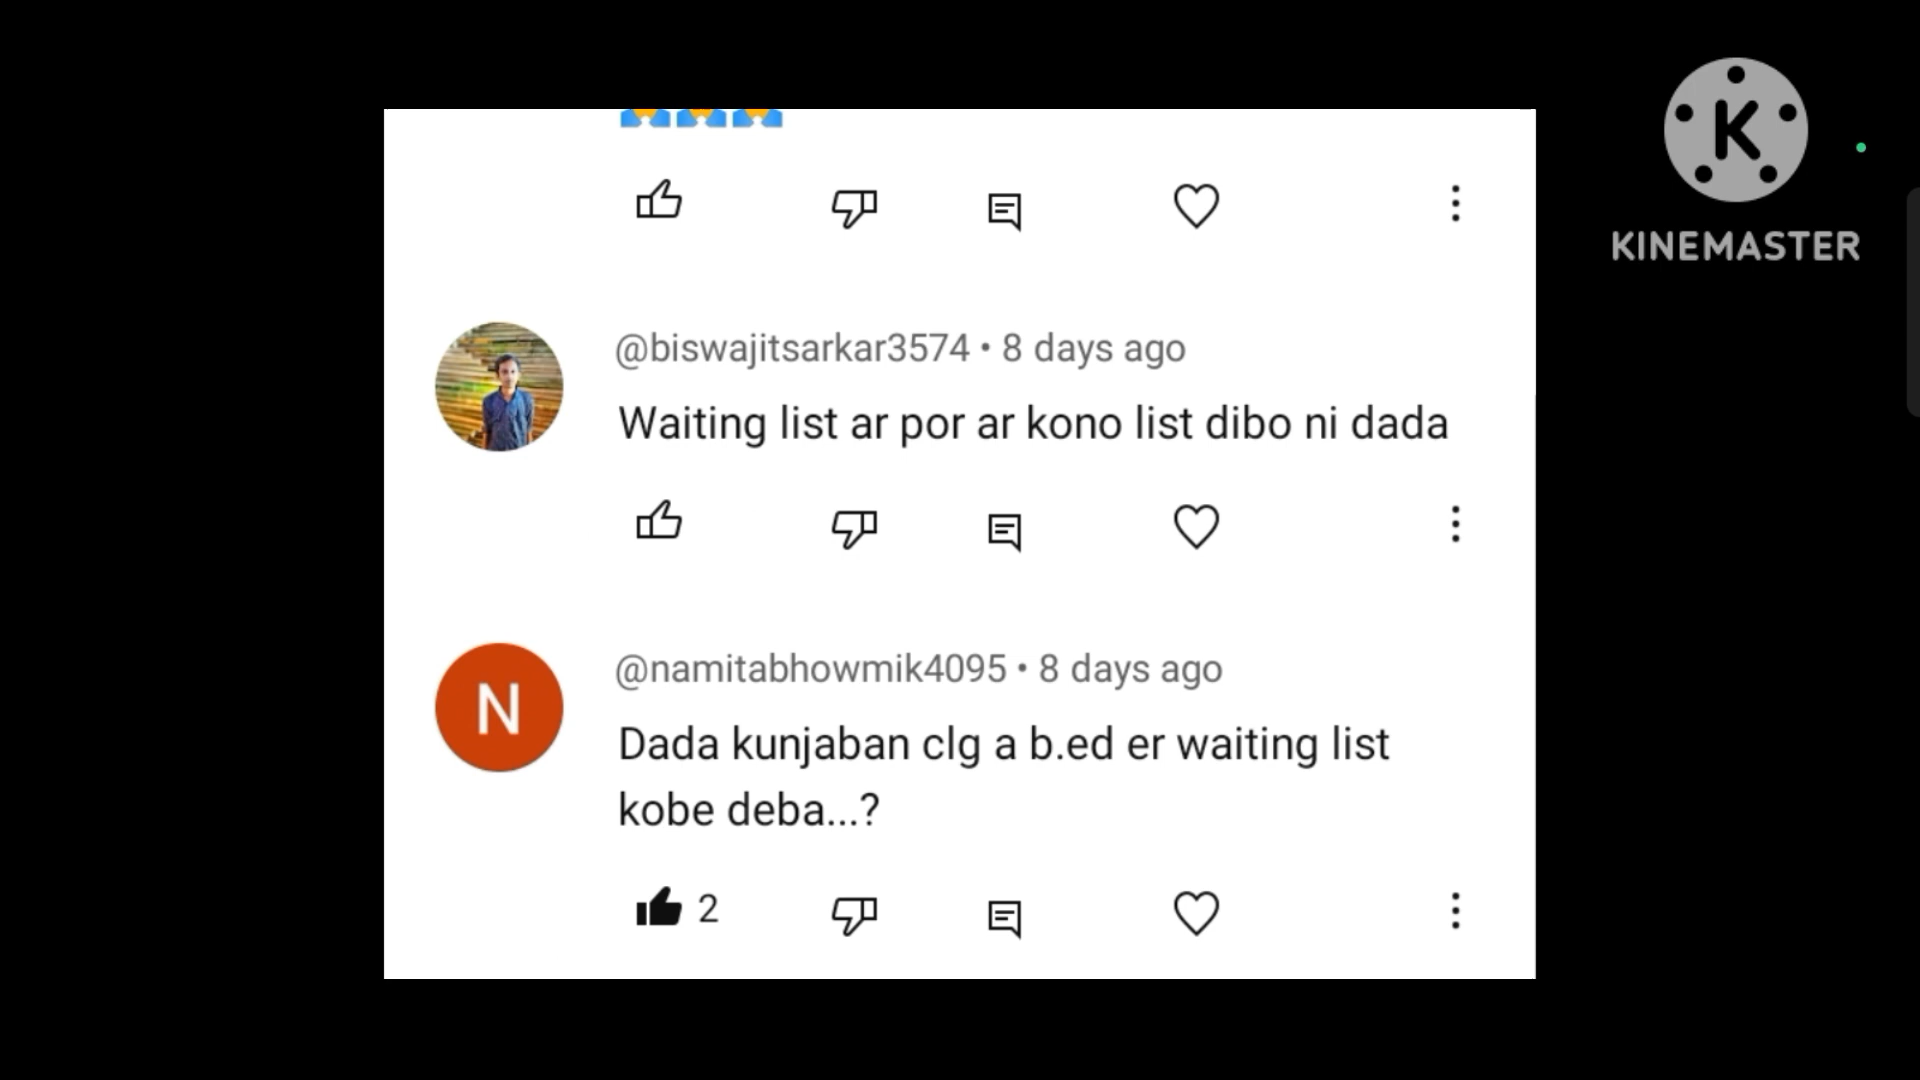 KINEMASTER
@biswajitsarkar3574 • 8 days ago
Waiting list ar por ar kono list dibo ni dada
N
@namitabhowmik4095 • 8 days ago
Dada kunjaban clg a b.ed er waiting list
kobe deba...?
2